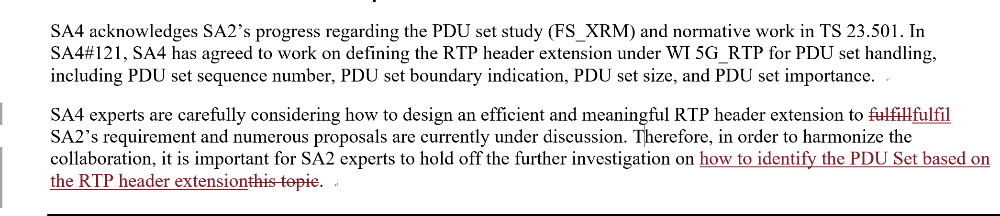 SA4 acknowledges SA2’s progress regarding the PDU set study (FS_XRM) and normative work in TS 23.501. In
SA4#121, SA4 has agreed to work on defining the RTP header extension under WI 5G_RTP for PDU set handling,
including PDU set sequence number, PDU set boundary indication, PDU set size, and PDU set importance.
SA4 experts are carefully considering how to design an efficient and meaningful RTP header extension to fulfillfulfil
SA2’s requirement and numerous proposals are currently under discussion. Therefore, in order to harmonize the
collaboration, it is important for SA2 experts to hold off the further investigation on how to identify the PDU Set based on
the RTP header extensionthis topic.